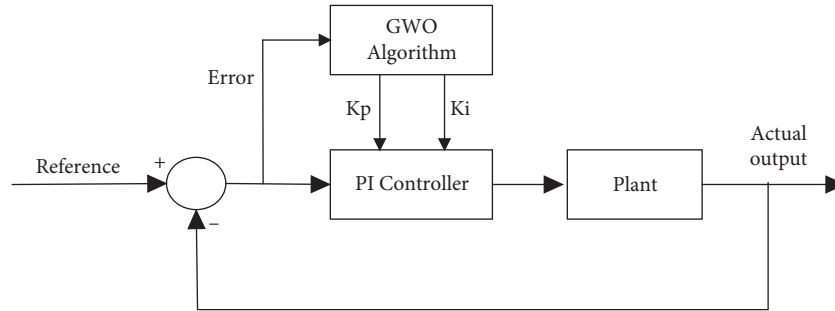 GWO
Algorithm
Error
Kp
Ki
Reference
+
PI Controller
Plant
Actual
output
−